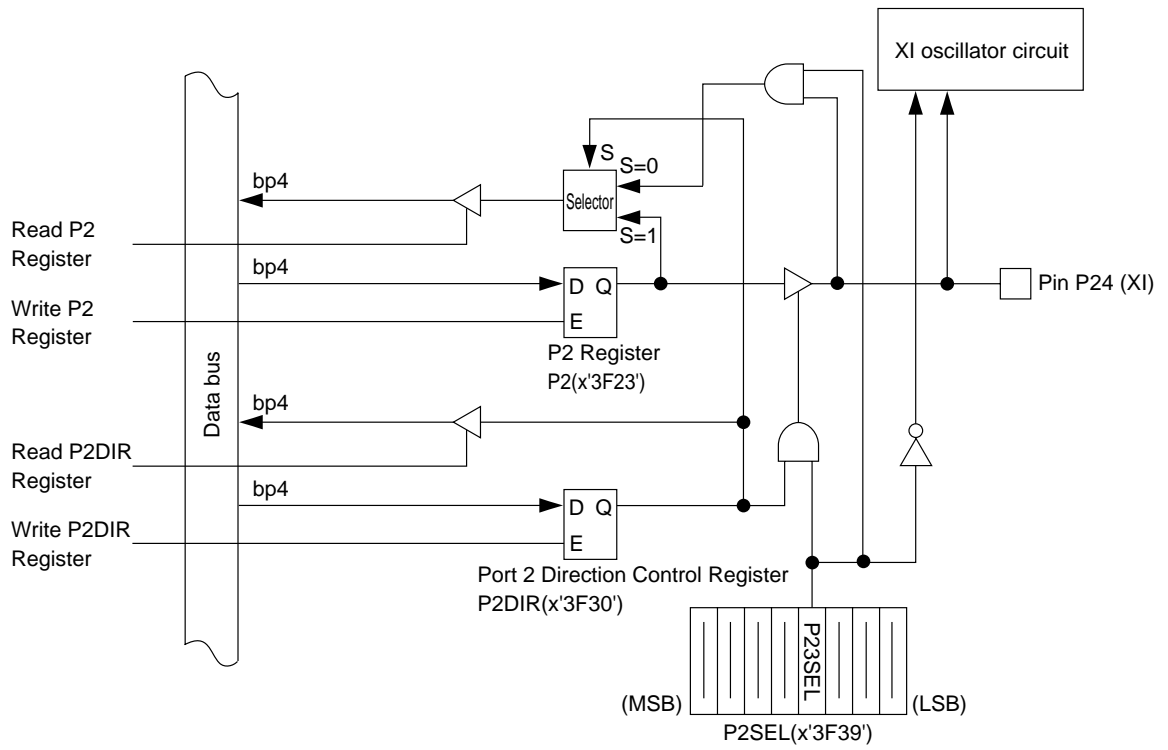 XI oscillator circuit
S
S=0
bp4
Selector
S=1
Read P2
Register
bp4
D Q
E
Pin P24 (XI)
Write P2
Register
P2 Register
P2(x'3F23')
Data bus
bp4
Read P2DIR
Register
bp4
D Q
E
Write P2DIR
Register
Port 2 Direction Control Register
P2DIR(x'3F30')
P23SEL
(MSB)
(LSB)
P2SEL(x'3F39')